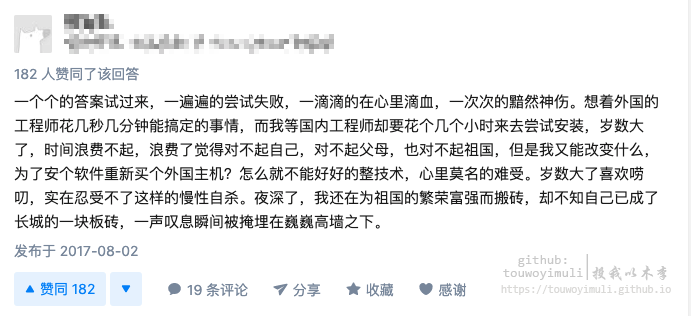 182 人赞同了该回答
一个个的答案试过来，一遍遍的尝试失败，一滴滴的在心里滴血，一次次的黯然神伤。想着外国的
工程师花几秒几分钟能搞定的事情，而我等国内工程师却要花个几个小时来去尝试安装，岁数大
了，时间浪费不起，浪费了觉得对不起自己，对不起父母，也对不起祖国，但是我又能改变什么，
为了安个软件重新买个外国主机？怎么就不能好好的整技术，心里莫名的难受。岁数大了喜欢唠
叨，实在忍受不了这样的慢性自杀。夜深了，我还在为祖国的繁荣富强而搬砖，却不知自己已成了
长城的一块板砖，一声叹息瞬间被掩埋在巍巍高墙之下。
发布于 2017-08-02
赞同 182 19 条评论 分享 收藏 感谢
github:
touwoyimuli 投我以木李
https://touwoyimuli.github.io